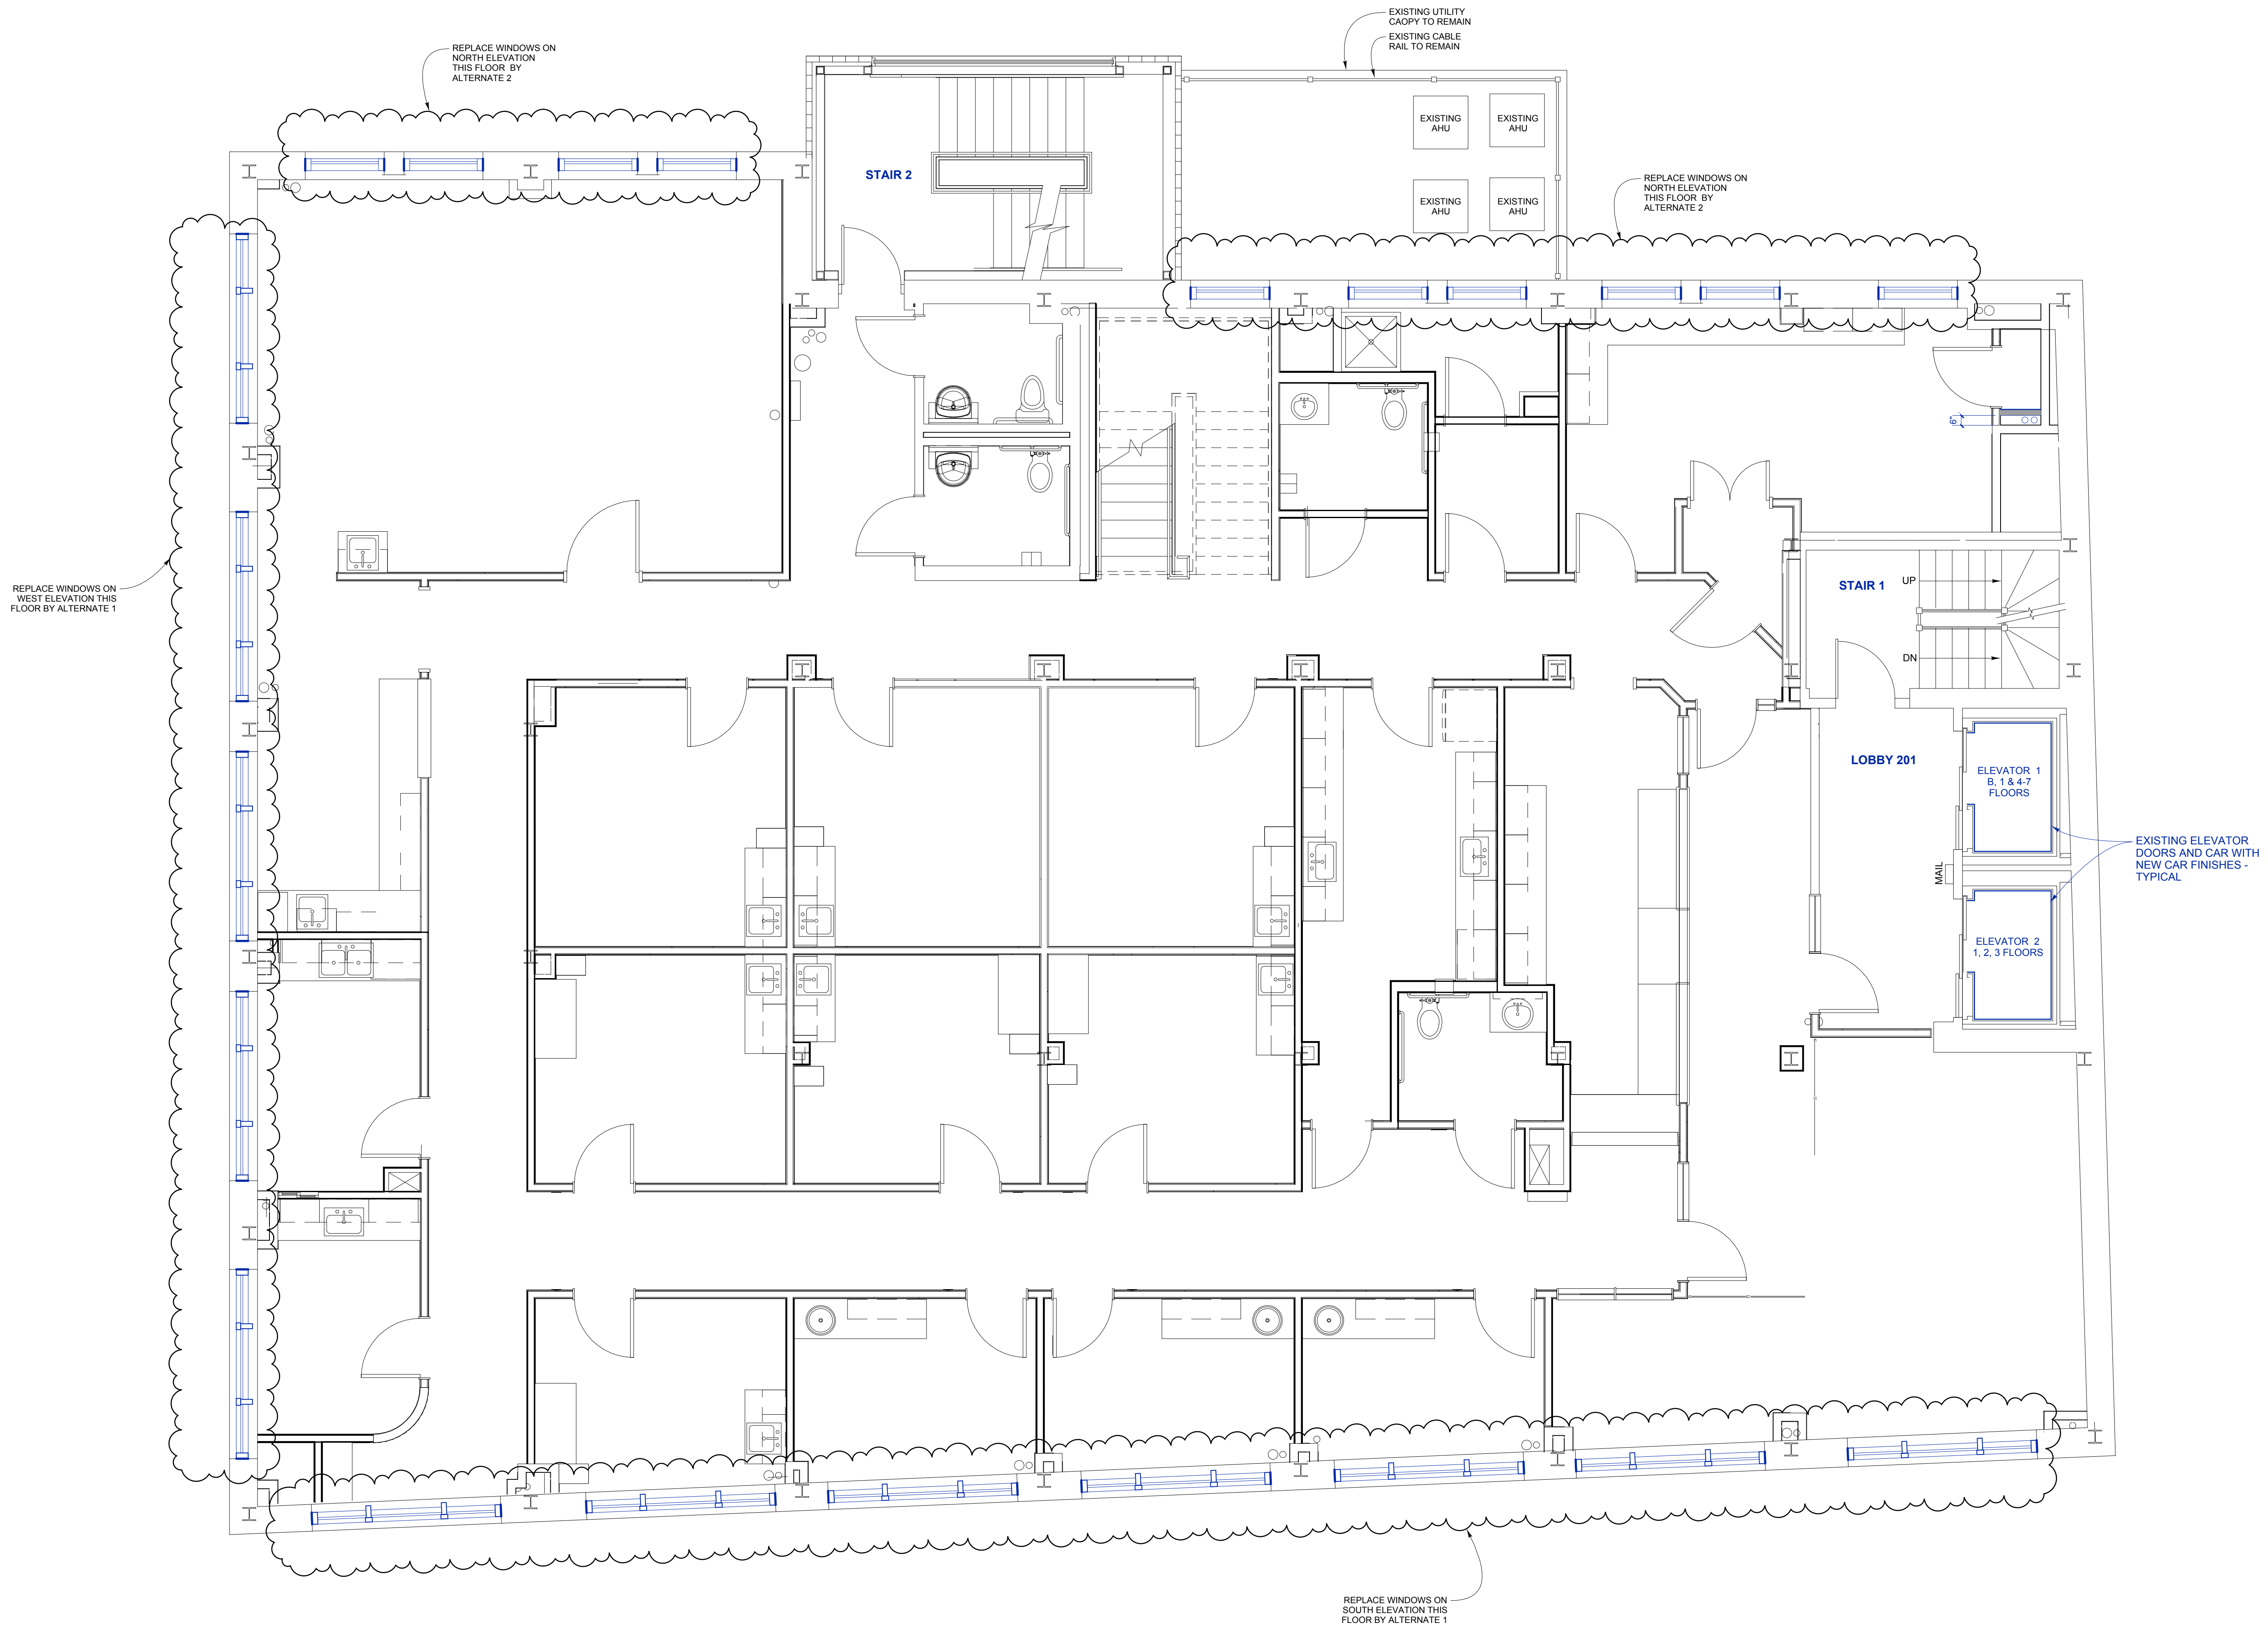 EXISTING UTILITY
CAOPY TO REMAIN
EXISTING CABLE
RAIL TO REMAIN
REPLACE WINDOWS ON
NORTH ELEVATION
THIS FLOOR BY
ALTERNATE 2
EXISTING
AHU
EXISTING
AHU
STAIR 2
EXISTING
AHU
EXISTING
AHU
REPLACE WINDOWS ON
NORTH ELEVATION
THIS FLOOR BY
ALTERNATE 2
6"
REPLACE WINDOWS ON
WEST ELEVATION THIS
FLOOR BY ALTERNATE 1
STAIR 1
UP
DN
LOBBY 201
ELEVATOR 1
B, 1 & 4-7
FLOORS
EXISTING ELEVATOR
DOORS AND CAR WITH
NEW CAR FINISHES -
TYPICAL
MAIL
ELEVATOR 2
1, 2, 3 FLOORS
REPLACE WINDOWS ON
SOUTH ELEVATION THIS
FLOOR BY ALTERNATE 1